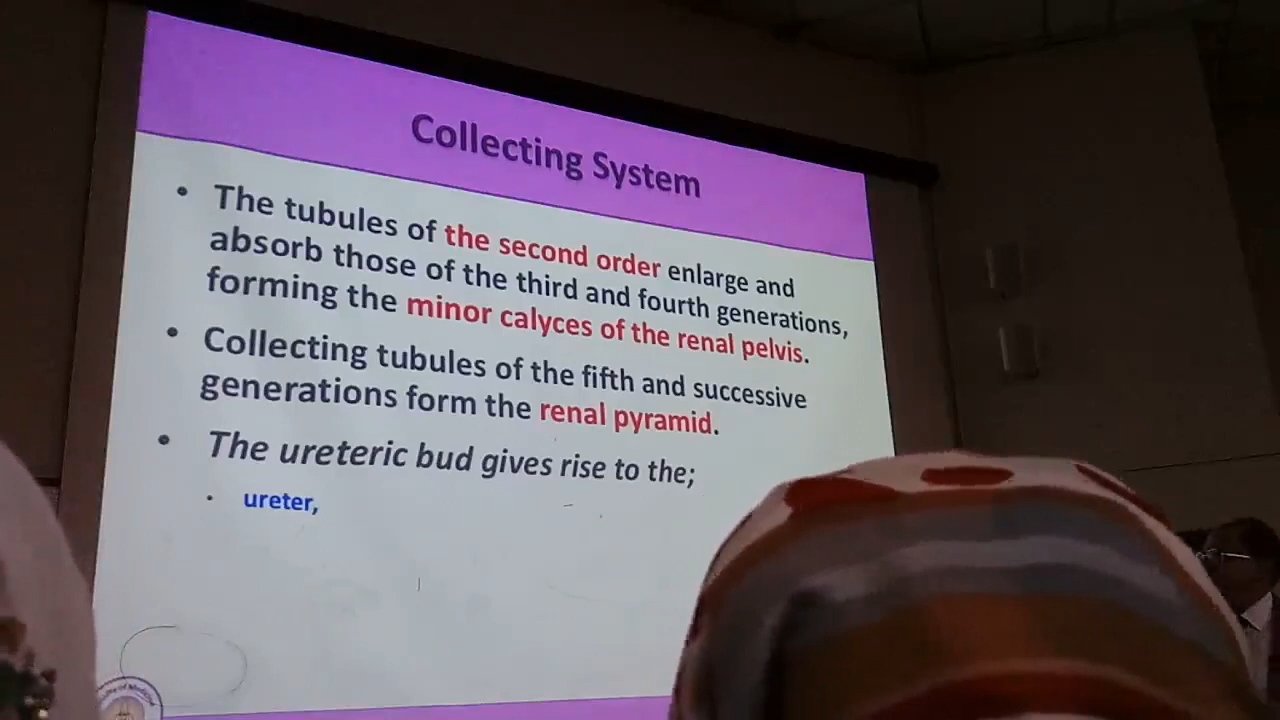 Collecting System
• The tubules of the second order enlarge and
absorb those of the third and fourth generations,
forming the minor calyces of the renal pelvis.
• Collecting tubules of the fifth and successive
generations form the renal pyramid.
• The ureteric bud gives rise to the;
• ureter,